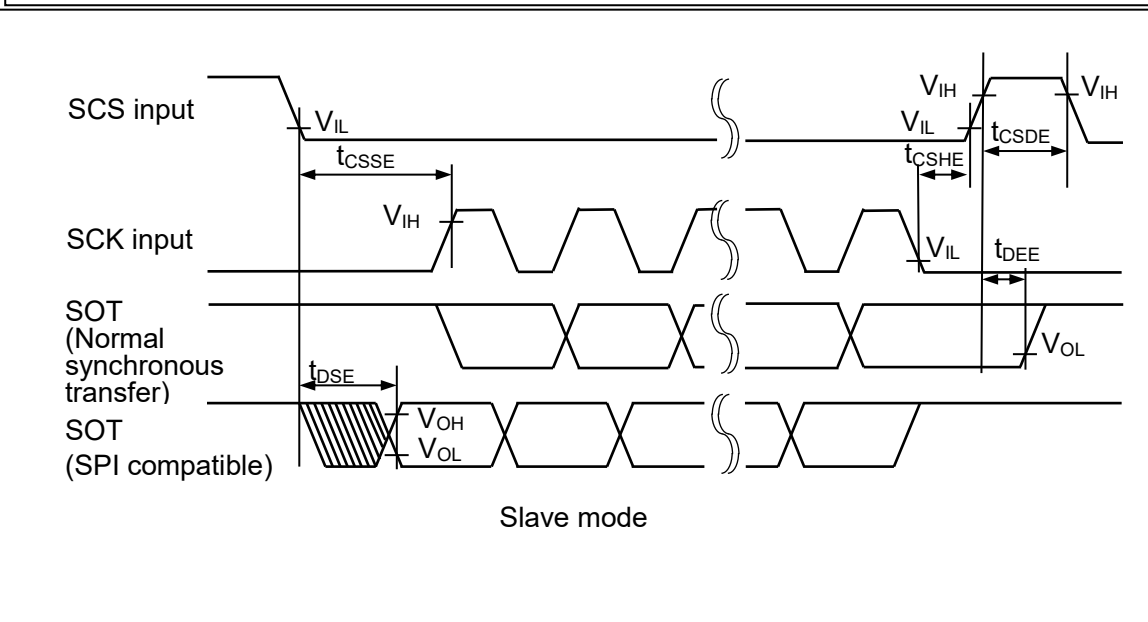 SCS input
VIL
tCSSE
VIH
VIL
tCSHE
tCSDE
VIH
SCK input
VIH
VIL
tDEE
SOT
(Normal
synchronous
transfer)
VOL
tDSE
SOT
(SPI compatible)
VOH
VOL
Slave mode